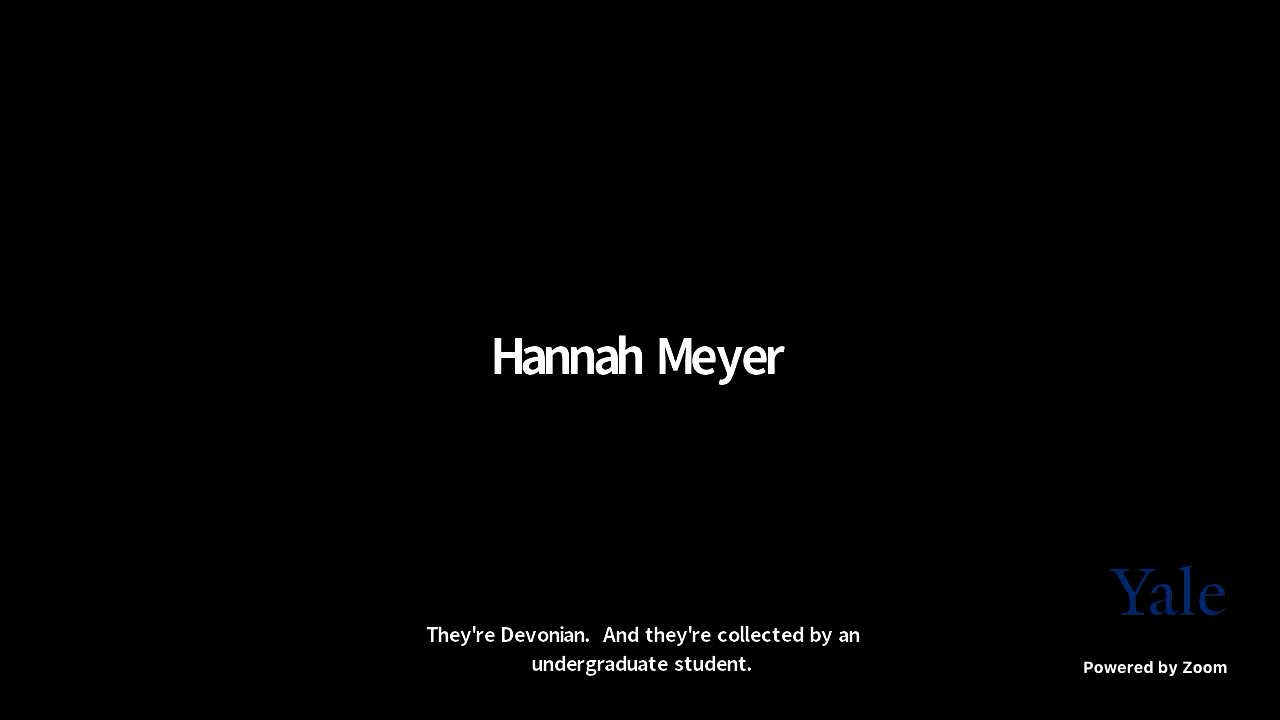 Hannah Meyer
Yale
They're Devonian.  And they're collected by an
undergraduate student.
Powered by Zoom